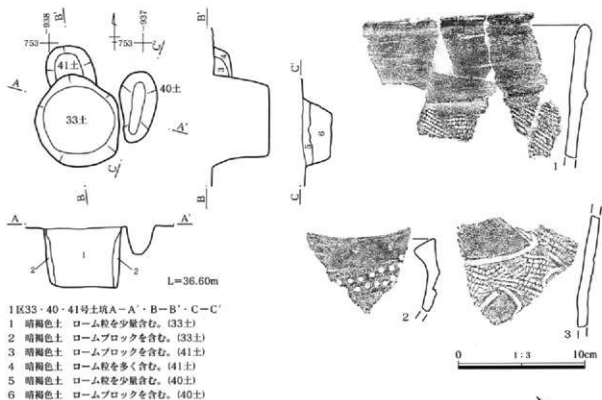 B′
-938
-937
753
753
C′
41土
40土
A
33土
A′
C
B
B′
3
4
B
C′
5
6
C
1
A
A′
2
1
2
L=36.60m
2
3
0
1:3
10cm
1区33・40・41号土坑A-A′・B-B′・C-C′
1 暗褐色土 ローム粒を少量含む。(33土)
2 暗褐色土 ロームブロックを含む。(33土)
3 暗褐色土 ロームブロックを含む。(41土)
4 暗褐色土 ローム粒を多く含む。(41土)
5 暗褐色土 ローム粒を少量含む。(40土)
6 暗褐色土 ロームブロックを含む。(40土)